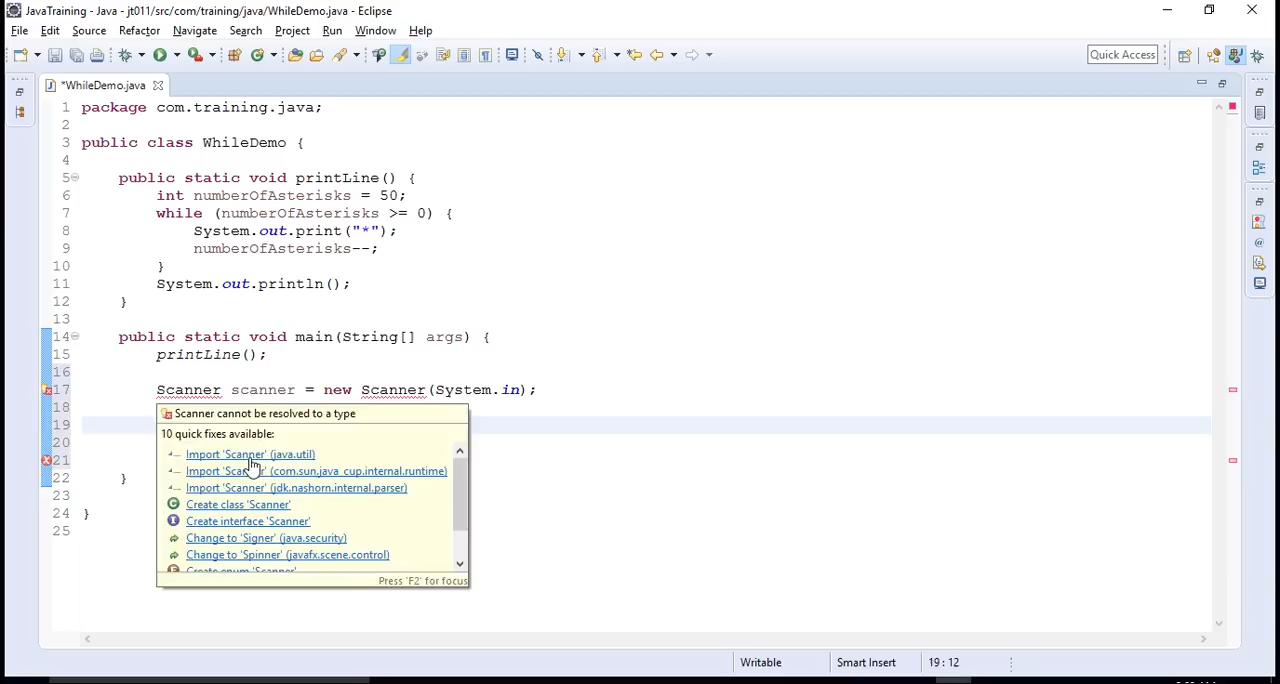 JavaTraining - Java - jt011/src/com/training/java/WhileDemo.java - Eclipse
File Edit Source Refactor Navigate Search Project Run Window Help
Quick Access
*WhileDemo.java
1 package com.training.java;
2
3 public class WhileDemo {
4
5 public static void printLine() {
6 int numberOfAsterisks = 50;
7 while (numberOfAsterisks >= 0) {
8 System.out.print("*");
9 numberOfAsterisks--;
10 }
11 System.out.println();
12 }
13
14 public static void main(String[] args) {
15 printLine();
16
17 Scanner scanner = new Scanner(System.in);
18
19
20
21
22 }
23
24 }
25
Scanner cannot be resolved to a type
10 quick fixes available:
Import 'Scanner' (java.util)
Import 'Scanner' (com.sun.java_cup.internal.runtime)
Import 'Scanner' (jdk.nashorn.internal.parser)
Create class 'Scanner'
Create interface 'Scanner'
Change to 'Signer' (java.security)
Change to 'Spinner' (javafx.scene.control)
Create enum 'Scanner'
Press 'F2' for focus
Writable Smart Insert 19 : 12